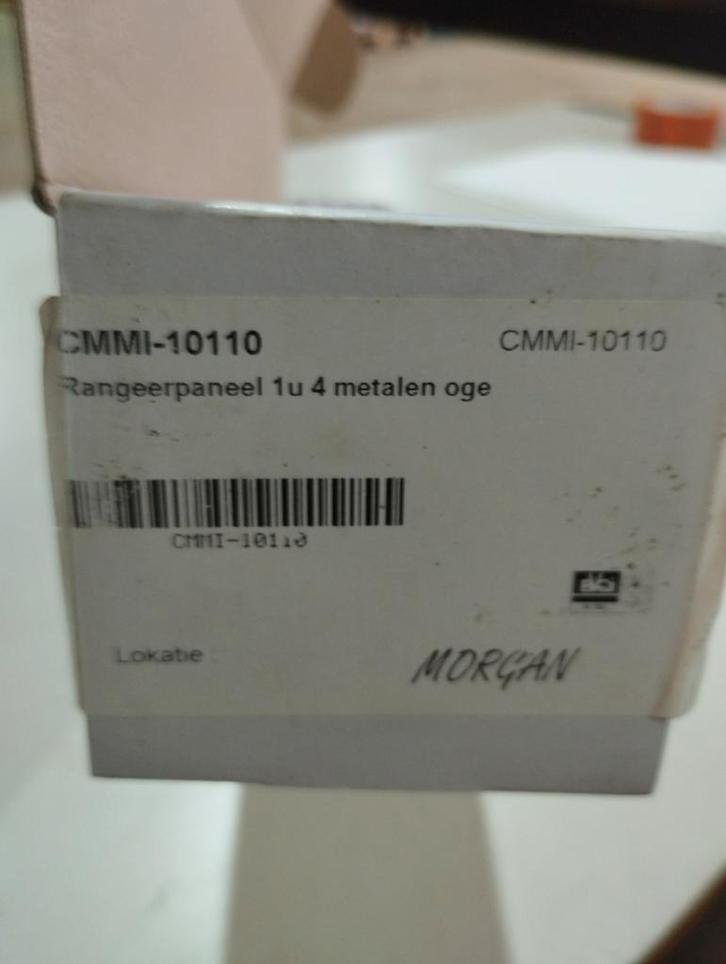 CMMI-10110 CMMI-10110
Rangeerpaneel 1u 4 metalen oge
CMMI-10110
Lokatie :
MORGAN